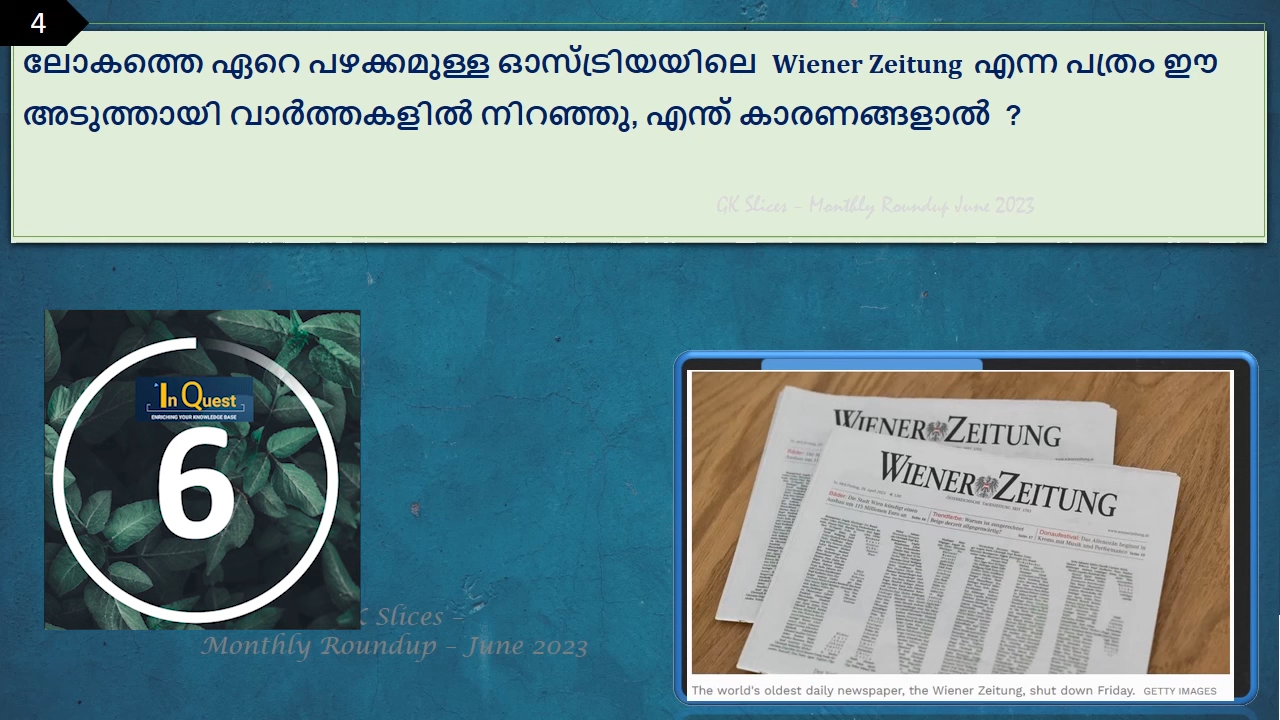 4
ലോകത്തെ ഏറെ പഴക്കമുള്ള ഓസ്ട്രിയയിലെ Wiener Zeitung എന്ന പത്രം ഈ
അടുത്തായി വാർത്തകളിൽ നിറഞ്ഞു, എന്ത് കാരണങ്ങളാൽ ?
GK Slices – Monthly Roundup June 2023
In Quest
ENRICHING YOUR KNOWLEDGE BASE
6
Slices –
Monthly Roundup – June 2023
WIENER ZEITUNG
WIENER ZEITUNG
ENDE
The world's oldest daily newspaper, the Wiener Zeitung, shut down Friday. GETTY IMAGES